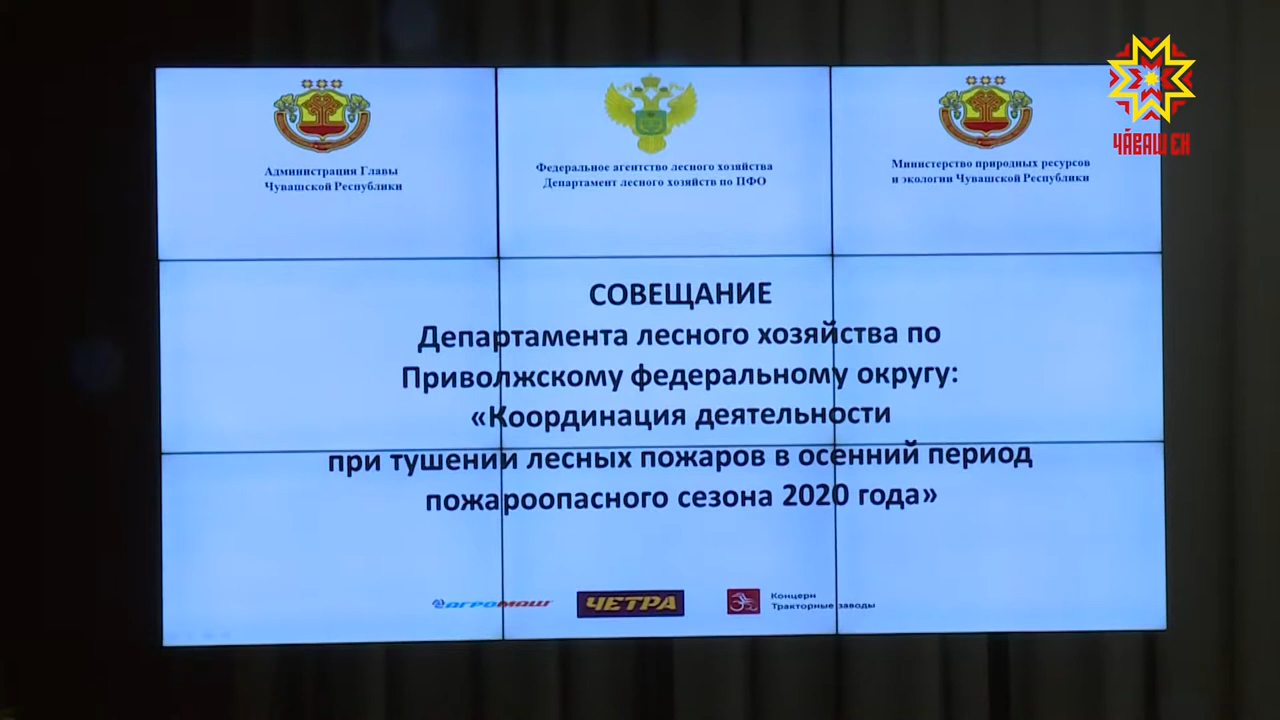 ЧӐВАШ ЕН
Администрация Главы
Чувашской Республики
Федеральное агентство лесного хозяйства
Департамент лесного хозяйств по ПФО
Министерство природных ресурсов
и экологии Чувашской Республики
СОВЕЩАНИЕ
Департамента лесного хозяйства по
Приволжскому федеральному округу:
«Координация деятельности
при тушении лесных пожаров в осенний период
пожароопасного сезона 2020 года»
АГРОМАШ
ЧЕТРА
Концерн
Тракторные заводы